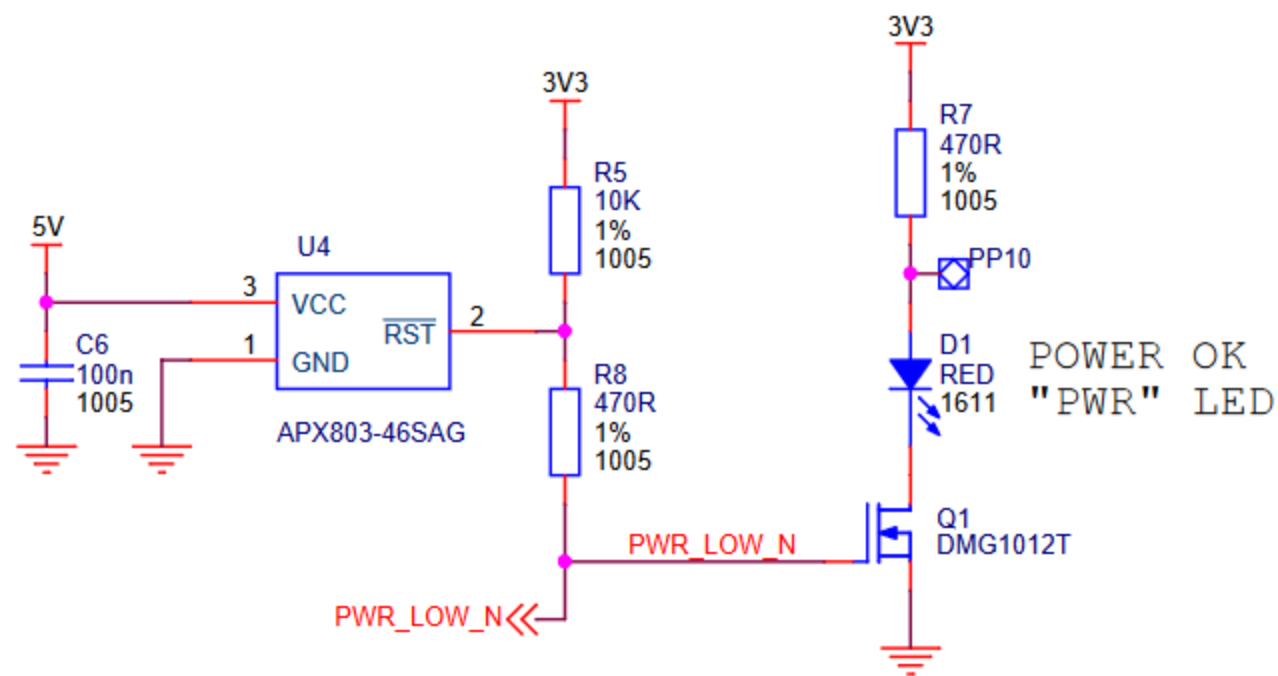 5V
C6
100n
1005
U4
3
VCC
1
GND
RST
2
APX803-46SAG
3V3
R5
10K
1%
1005
R8
470R
1%
1005
PWR_LOW_N
PWR_LOW_N
3V3
R7
470R
1%
1005
PP10
D1
RED
1611
POWER OK
"PWR" LED
Q1
DMG1012T